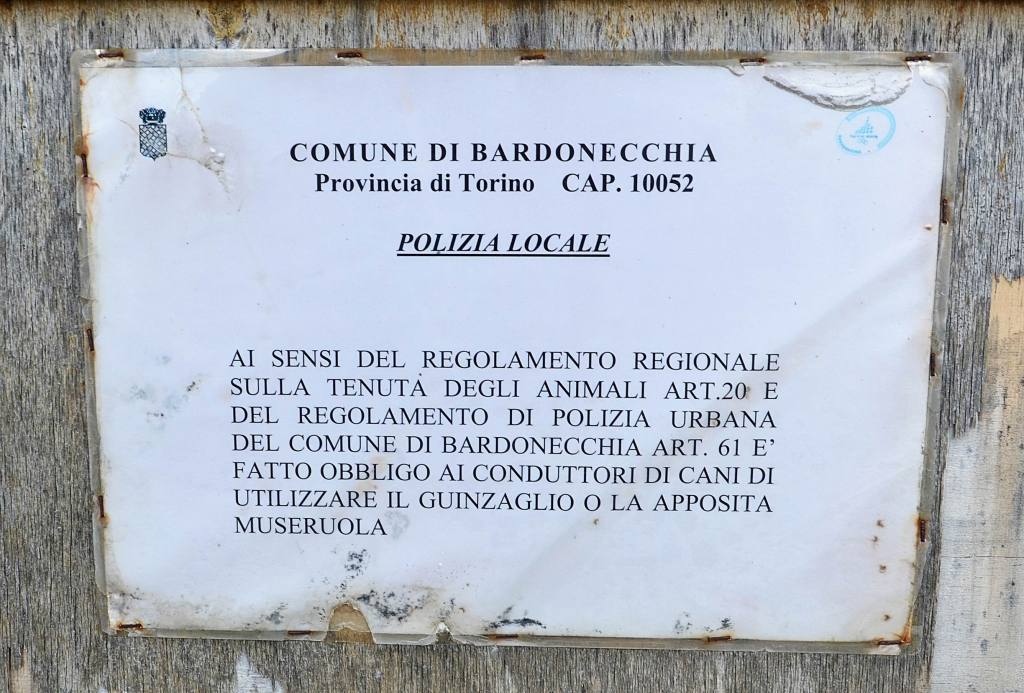 COMUNE DI BARDONECCHIA
Provincia di Torino CAP. 10052
POLIZIA LOCALE
AI SENSI DEL REGOLAMENTO REGIONALE
SULLA TENUTA DEGLI ANIMALI ART.20 E
DEL REGOLAMENTO DI POLIZIA URBANA
DEL COMUNE DI BARDONECCHIA ART. 61 E'
FATTO OBBLIGO AI CONDUTTORI DI CANI DI
UTILIZZARE IL GUINZAGLIO O LA APPOSITA
MUSERUOLA